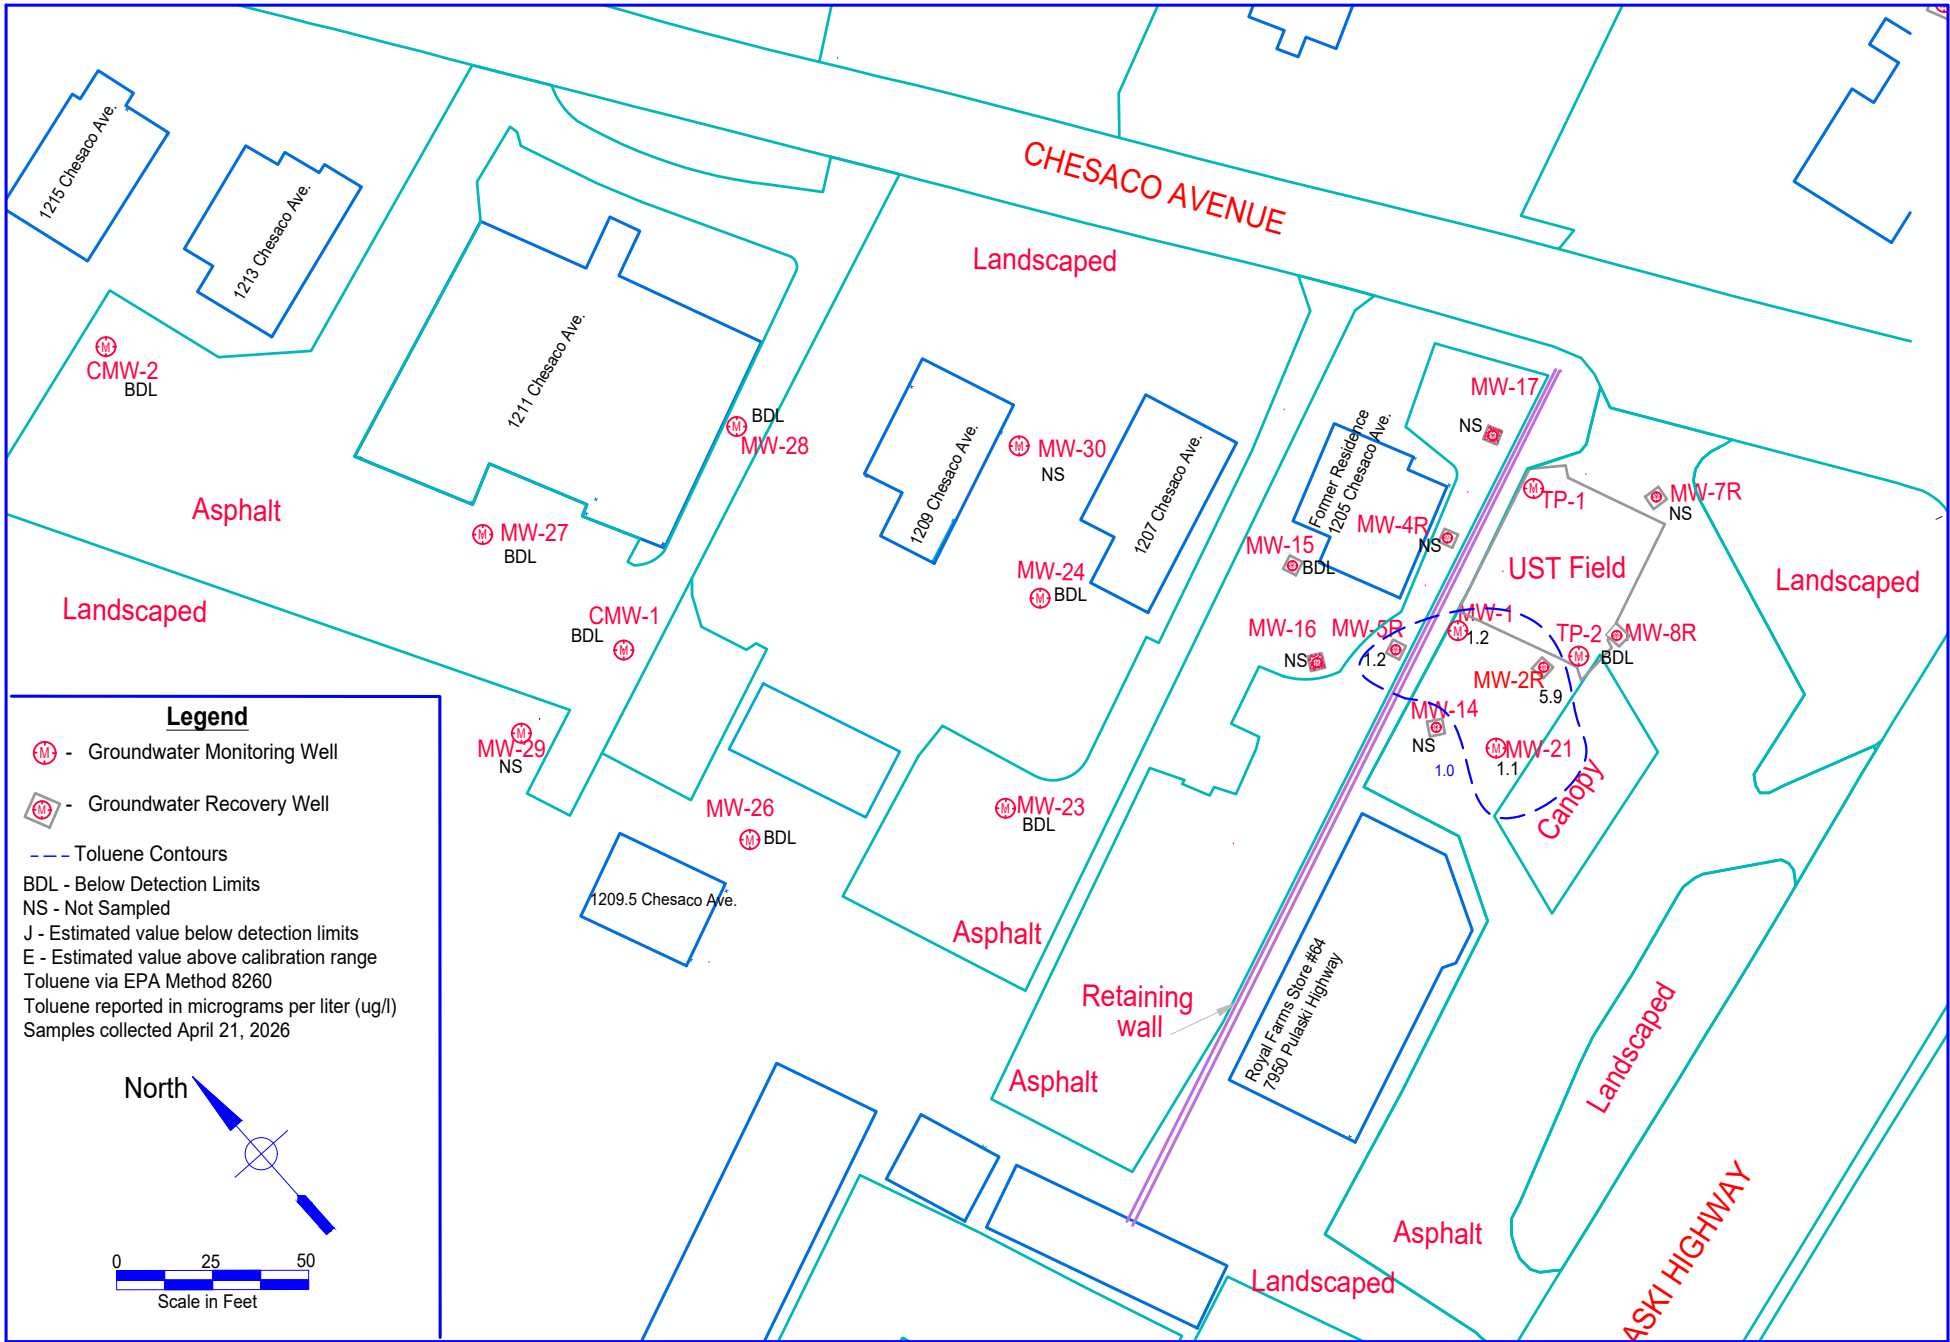 CHESACO AVENUE
1215 Chesaco Ave.
1213 Chesaco Ave.
1211 Chesaco Ave.
1209 Chesaco Ave.
1207 Chesaco Ave.
Former Residence
1205 Chesaco Ave.
Landscaped
CMW-2
BDL
BDL
MW-28
MW-30
NS
MW-17
NS
TP-1
MW-7R
NS
MW-4R
NS
MW-15
BDL
UST Field
Landscaped
Asphalt
MW-27
BDL
MW-24
BDL
Landscaped
CMW-1
BDL
MW-16
NS
MW-5R
1.2
MW-1
1.2
TP-2
MW-8R
BDL
MW-2R
5.9
MW-14
NS
1.0
MW-21
1.1
Canopy
MW-29
NS
MW-26
BDL
MW-23
BDL
1209.5 Chesaco Ave.
Asphalt
Retaining
wall
Royal Farms Store #64
7950 Pulaski Highway
Asphalt
Landscaped
Asphalt
Landscaped
ASKI HIGHWAY
Legend
M - Groundwater Monitoring Well
M - Groundwater Recovery Well
Toluene Contours
BDL - Below Detection Limits
NS - Not Sampled
J - Estimated value below detection limits
E - Estimated value above calibration range
Toluene via EPA Method 8260
Toluene reported in micrograms per liter (ug/l)
Samples collected April 21, 2026
North
0 25 50
Scale in Feet